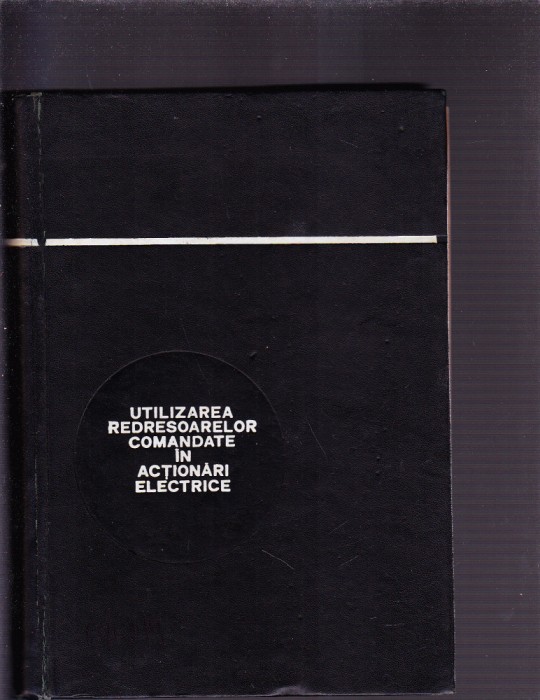 UTILIZAREA
REDRESOARELOR
COMANDATE
ÎN
ACȚIONĂRI
ELECTRICE